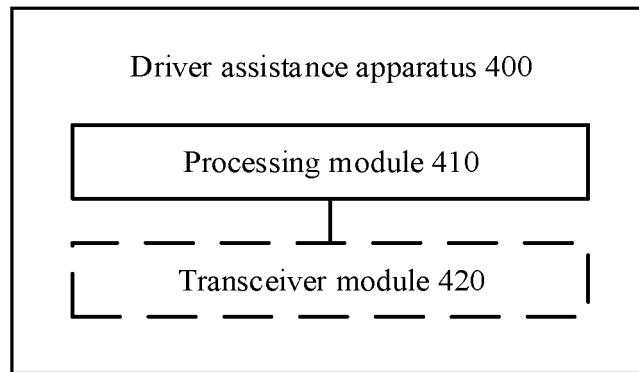 Driver assistance apparatus 400
Processing module 410
Transceiver module 420